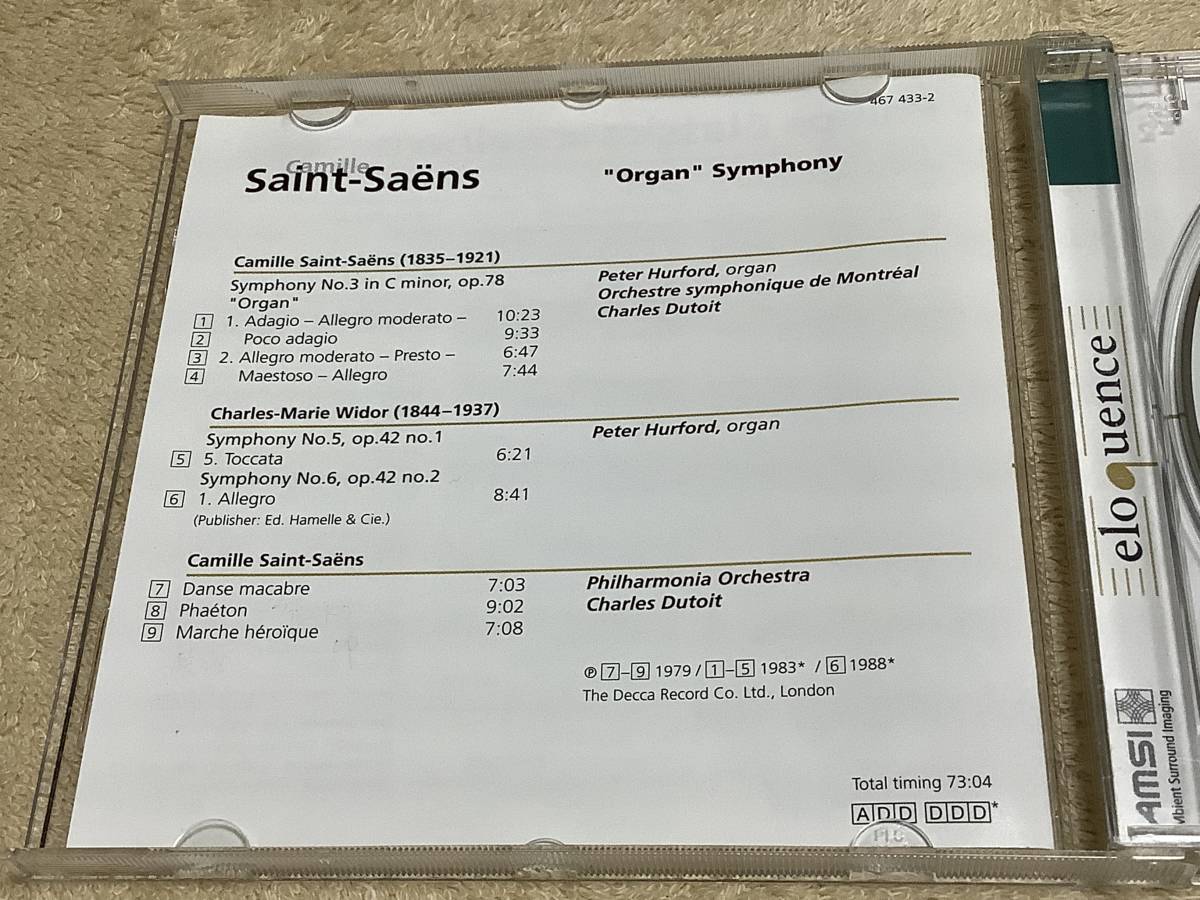 467 433-2
Camille
Saint-Saëns
"Organ" Symphony
Camille Saint-Saëns (1835–1921)
Symphony No.3 in C minor, op.78
"Organ"
1 1. Adagio – Allegro moderato – 10:23
2 Poco adagio 9:33
3 2. Allegro moderato – Presto – 6:47
4 Maestoso – Allegro 7:44
Peter Hurford, organ
Orchestre symphonique de Montréal
Charles Dutoit
Charles-Marie Widor (1844–1937)
Symphony No.5, op.42 no.1
5 5. Toccata 6:21
Symphony No.6, op.42 no.2
6 1. Allegro 8:41
(Publisher: Ed. Hamelle & Cie.)
Peter Hurford, organ
Camille Saint-Saëns
7 Danse macabre 7:03
8 Phaéton 9:02
9 Marche héroïque 7:08
Philharmonia Orchestra
Charles Dutoit
℗ 7–9 1979 / 1–5 1983* / 6 1988*
The Decca Record Co. Ltd., London
Total timing 73:04
ADD DDD*
eloquence
AMSI
Mbient Surround Imaging